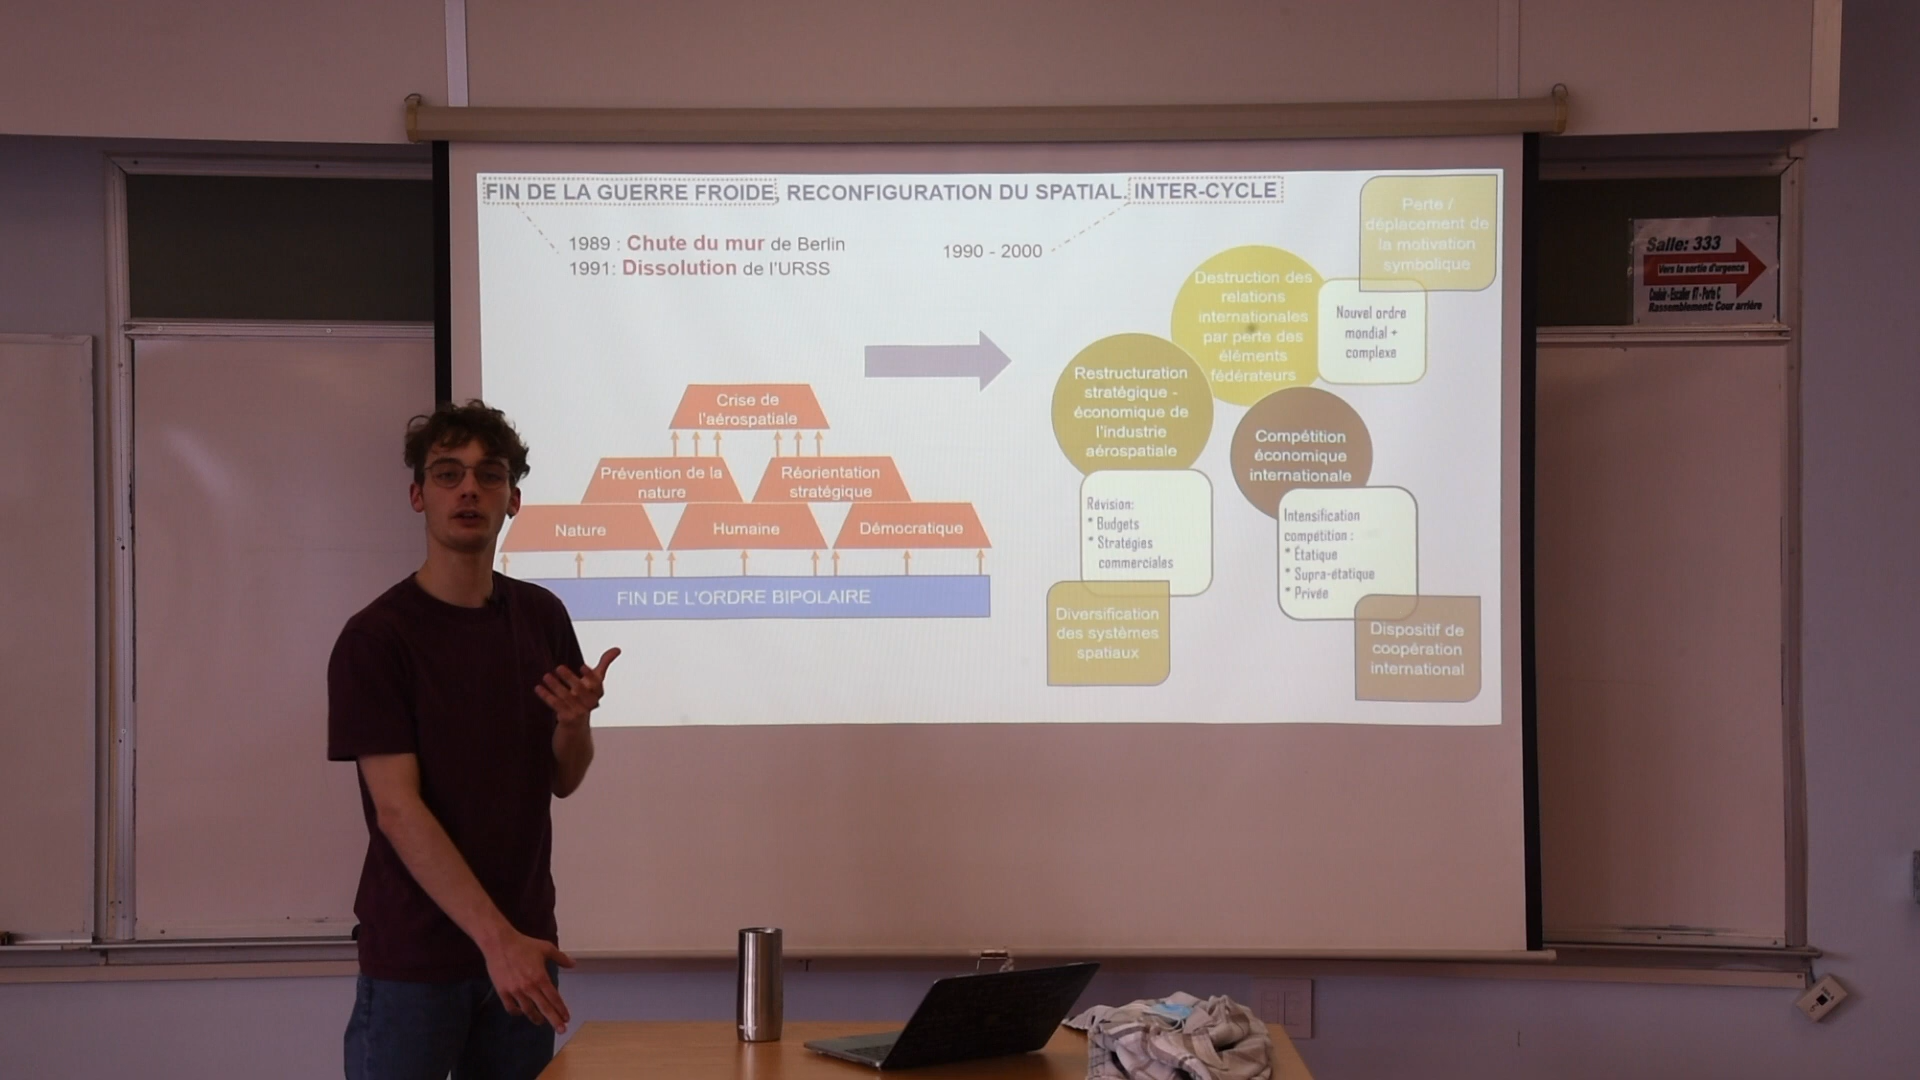 FIN DE LA GUERRE FROIDE, RECONFIGURATION DU SPATIAL. INTER-CYCLE
1989 : Chute du mur de Berlin
1991: Dissolution de l'URSS
1990 - 2000
Crise de
l'aérospatiale
Prévention de la
nature
Réorientation
stratégique
Nature
Humaine
Démocratique
FIN DE L'ORDRE BIPOLAIRE
Perte /
déplacement de
la motivation
symbolique
Destruction des
relations
internationales
par perte des
éléments
fédérateurs
Nouvel ordre
mondial +
complexe
Restructuration
stratégique -
économique de
l'industrie
aérospatiale
Compétition
économique
internationale
Révision:
* Budgets
* Stratégies
commerciales
Intensification
compétition :
* Étatique
* Supra-étatique
* Privée
Diversification
des systèmes
spatiaux
Dispositif de
coopération
international
Salle: 333
Vers la sortie d'urgence
Rassemblement: Cour arrière